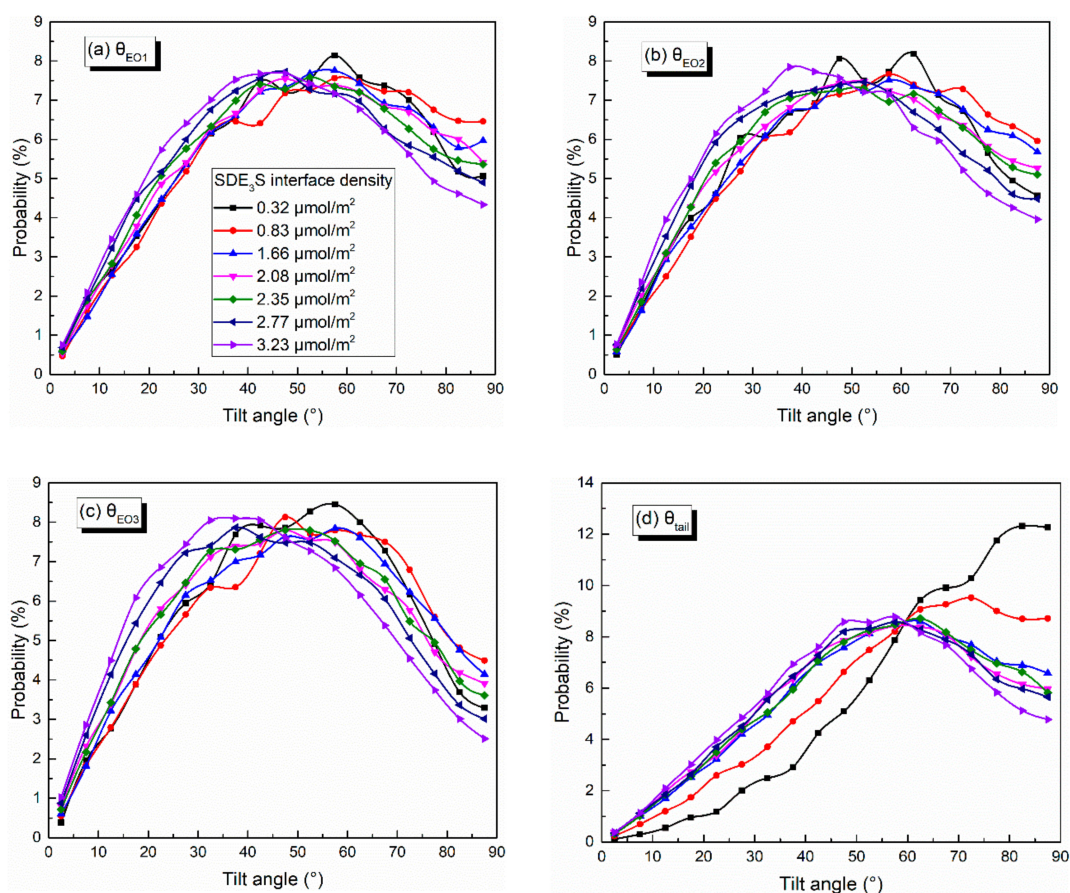 (a) θEO1
9
8
7
6
5
4
3
2
1
0
Probability (%)
SDE₃S interface density
0.32 μmol/m²
0.83 μmol/m²
1.66 μmol/m²
2.08 μmol/m²
2.35 μmol/m²
2.77 μmol/m²
3.23 μmol/m²
0 10 20 30 40 50 60 70 80 90
Tilt angle (°)
(b) θEO2
9
8
7
6
5
4
3
2
1
0
Probability (%)
0 10 20 30 40 50 60 70 80 90
Tilt angle (°)
(c) θEO3
9
8
7
6
5
4
3
2
1
0
Probability (%)
0 10 20 30 40 50 60 70 80 90
Tilt angle (°)
(d) θtail
14
12
10
8
6
4
2
0
Probability (%)
0 10 20 30 40 50 60 70 80 90
Tilt angle (°)